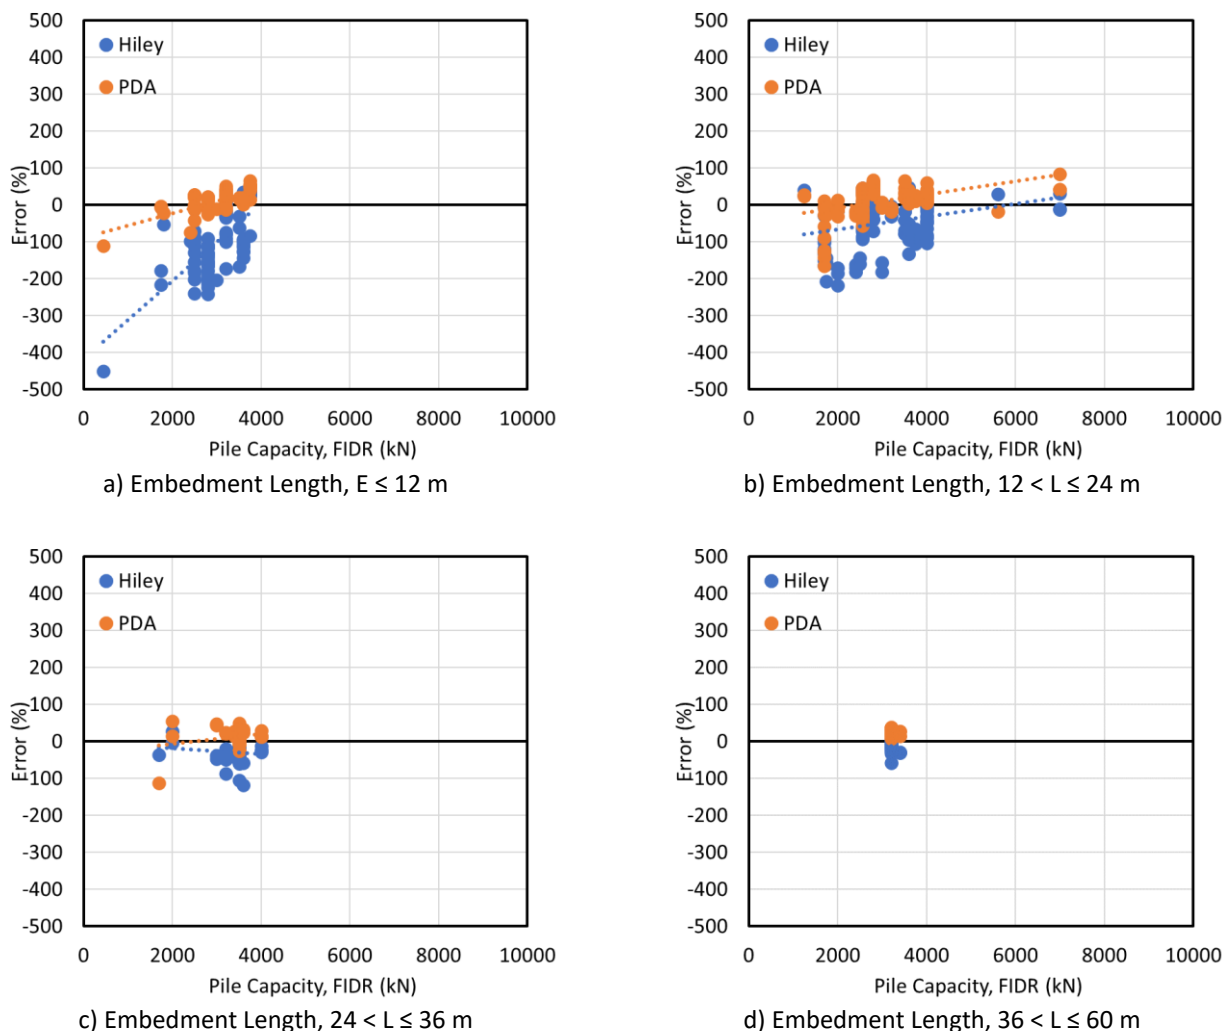 500
400
300
200
100
0
-100
-200
-300
-400
-500
Error (%)
Hiley
PDA
0 2000 4000 6000 8000 10000
Pile Capacity, FIDR (kN)
a) Embedment Length, E ≤ 12 m
500
400
300
200
100
0
-100
-200
-300
-400
-500
Error (%)
Hiley
PDA
0 2000 4000 6000 8000 10000
Pile Capacity, FIDR (kN)
b) Embedment Length, 12 < L ≤ 24 m
500
400
300
200
100
0
-100
-200
-300
-400
-500
Error (%)
Hiley
PDA
0 2000 4000 6000 8000 10000
Pile Capacity, FIDR (kN)
c) Embedment Length, 24 < L ≤ 36 m
500
400
300
200
100
0
-100
-200
-300
-400
-500
Error (%)
Hiley
PDA
0 2000 4000 6000 8000 10000
Pile Capacity, FIDR (kN)
d) Embedment Length, 36 < L ≤ 60 m